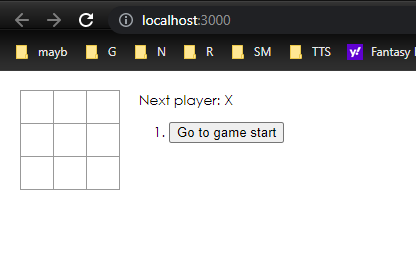 localhost:3000
mayb G N R SM TTS y! Fantasy
Next player: X
1. Go to game start